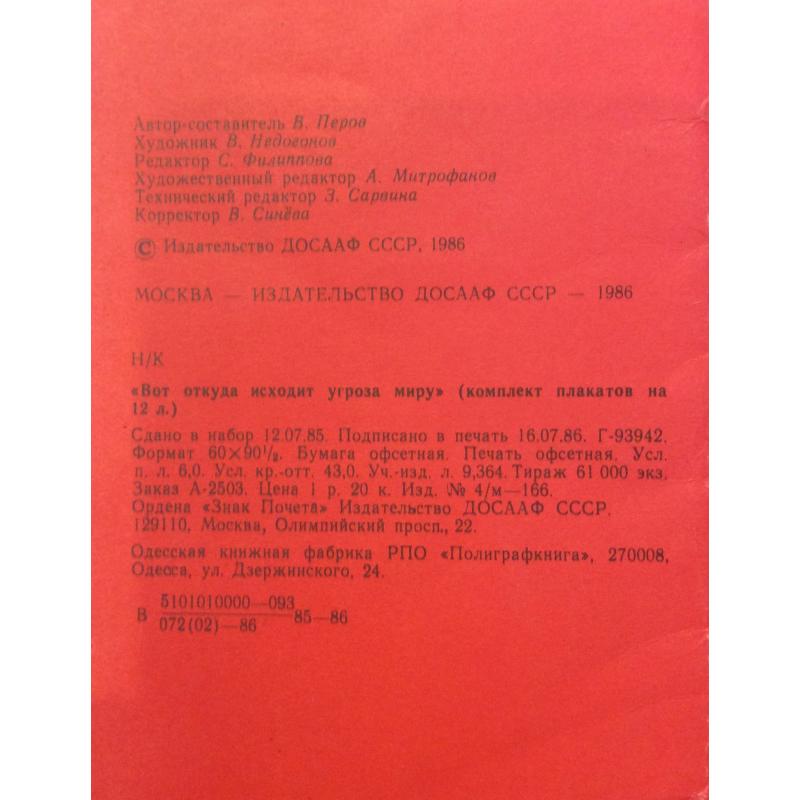 Автор-составитель В. Перов
Художник В. Недогонов
Редактор С. Филиппова
Художественный редактор А. Митрофанов
Технический редактор З. Сарвина
Корректор В. Синёва
© Издательство ДОСААФ СССР, 1986
МОСКВА — ИЗДАТЕЛЬСТВО ДОСААФ СССР — 1986
Н/К
«Вот откуда исходит угроза миру» (комплект плакатов на
12 л.)
Сдано в набор 12.07.85. Подписано в печать 16.07.86. Г-93942.
Формат 60×90¹/₂. Бумага офсетная. Печать офсетная. Усл.
п. л. 6,0. Усл. кр.-отт. 43,0. Уч.-изд. л. 9,364. Тираж 61 000 экз.
Заказ А-2503. Цена 1 р. 20 к. Изд. № 4/м—166.
Ордена «Знак Почета» Издательство ДОСААФ СССР.
129110, Москва, Олимпийский просп., 22.
Одесская книжная фабрика РПО «Полиграфкнига», 270008,
Одесса, ул. Дзержинского, 24.
5101010000—093
В 85—86
072(02)—86